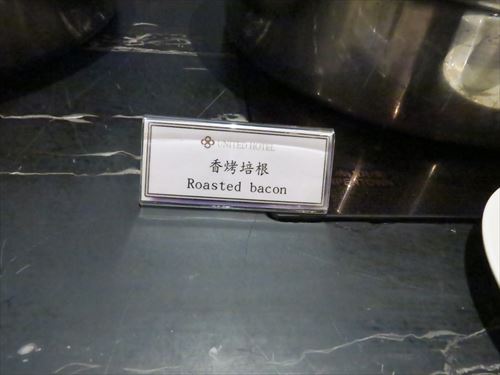 UNITED HOTEL
香烤培根
Roasted bacon